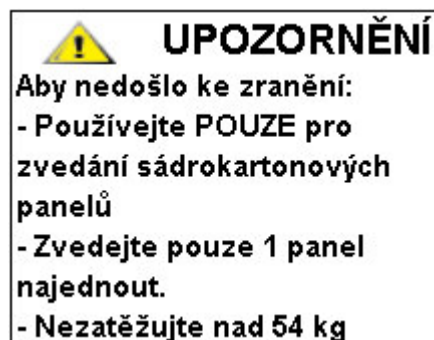 UPOZORNĚNÍ
Aby nedošlo ke zranění:
- Používejte POUZE pro
zvedání sádrokartonových
panelů
- Zvedejte pouze 1 panel
najednout.
- Nezatěžujte nad 54 kg